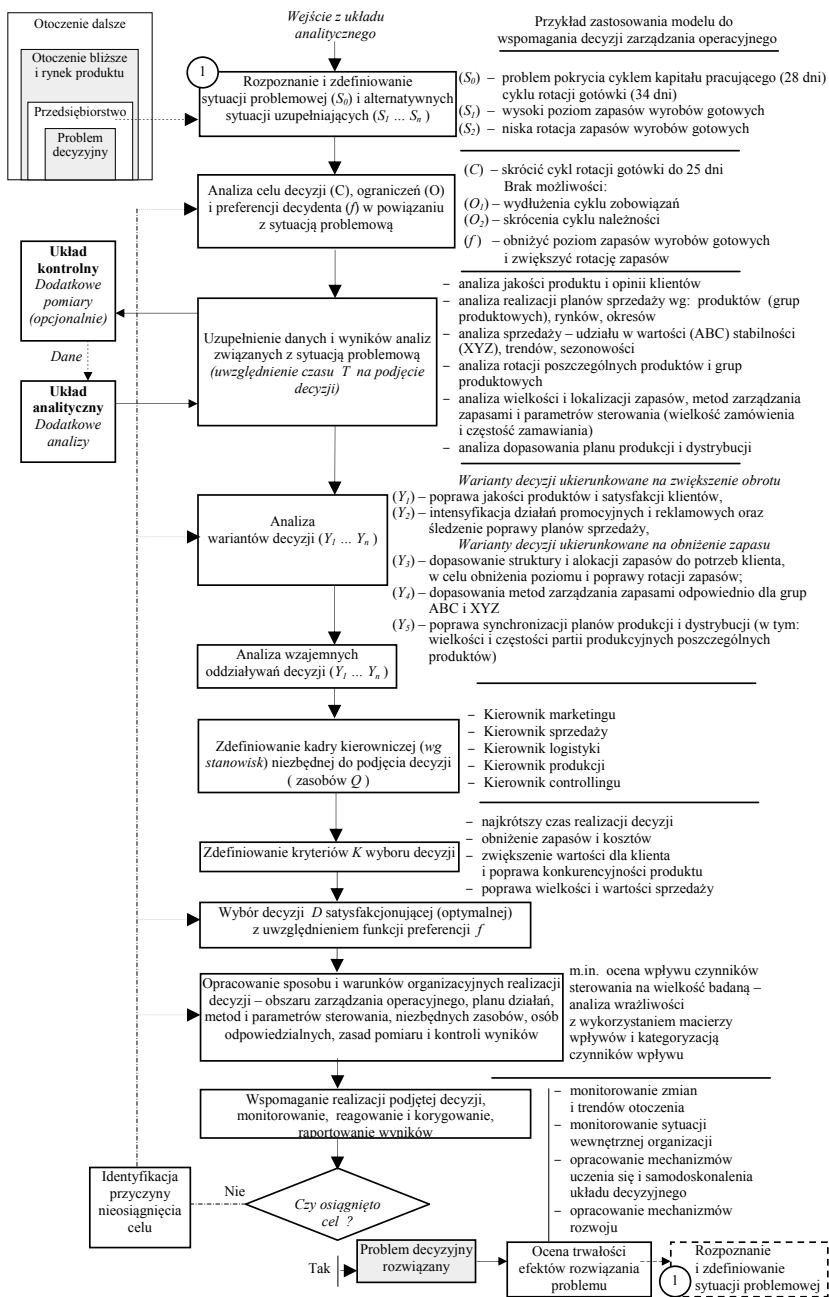 Wejście z układu
analitycznego
Przykład zastosowania modelu do
wspomagania decyzji zarządzania operacyjnego
Otoczenie dalsze
Otoczenie bliższe
i rynek produktu
Przedsiębiorstwo
Problem
decyzyjny
1
Rozpoznanie i zdefiniowanie
sytuacji problemowej (S0) i alternatywnych
sytuacji uzupełniających (S1 ... Sn )
(S0) – problem pokrycia cyklem kapitału pracującego (28 dni)
cyklu rotacji gotówki (34 dni)
(S1) – wysoki poziom zapasów wyrobów gotowych
(S2) – niska rotacja zapasów wyrobów gotowych
Analiza celu decyzji (C), ograniczeń (O)
i preferencji decydenta (f) w powiązaniu
z sytuacją problemową
(C) – skrócić cykl rotacji gotówki do 25 dni
Brak możliwości:
(O1) – wydłużenia cyklu zobowiązań
(O2) – skrócenia cyklu należności
(f) – obniżyć poziom zapasów wyrobów gotowych
i zwiększyć rotację zapasów
Układ
kontrolny
Dodatkowe
pomiary
(opcjonalnie)
Dane
Układ
analityczny
Dodatkowe
analizy
Uzupełnienie danych i wyników analiz
związanych z sytuacją problemową
(uwzględnienie czasu T na podjęcie
decyzji)
– analiza jakości produktu i opinii klientów
– analiza realizacji planów sprzedaży wg: produktów (grup
produktowych), rynków, okresów
– analiza sprzedaży – udziału w wartości (ABC) stabilności
(XYZ), trendów, sezonowości
– analiza rotacji poszczególnych produktów i grup
produktowych
– analiza wielkości i lokalizacji zapasów, metod zarządzania
zapasami i parametrów sterowania (wielkość zamówienia
i częstość zamawiania)
– analiza dopasowania planu produkcji i dystrybucji
Analiza
wariantów decyzji (Y1 ... Yn )
Warianty decyzji ukierunkowane na zwiększenie obrotu
(Y1) – poprawa jakości produktów i satysfakcji klientów,
(Y2) – intensyfikacja działań promocyjnych i reklamowych oraz
śledzenie poprawy planów sprzedaży,
Warianty decyzji ukierunkowane na obniżenie zapasu
(Y3) – dopasowanie struktury i alokacji zapasów do potrzeb klienta,
w celu obniżenia poziomu i poprawy rotacji zapasów;
(Y4) – dopasowania metod zarządzania zapasami odpowiednio dla grup
ABC i XYZ
(Y5) – poprawa synchronizacji planów produkcji i dystrybucji (w tym:
wielkości i częstości partii produkcyjnych poszczególnych
produktów)
Analiza wzajemnych
oddziaływań decyzji (Y1 ... Yn )
Zdefiniowanie kadry kierowniczej (wg
stanowisk) niezbędnej do podjęcia decyzji
( zasobów Q )
– Kierownik marketingu
– Kierownik sprzedaży
– Kierownik logistyki
– Kierownik produkcji
– Kierownik controllingu
Zdefiniowanie kryteriów K wyboru decyzji
– najkrótszy czas realizacji decyzji
– obniżenie zapasów i kosztów
– zwiększenie wartości dla klienta
i poprawa konkurencyjności produktu
– poprawa wielkości i wartości sprzedaży
Wybór decyzji D satysfakcjonującej (optymalnej)
z uwzględnieniem funkcji preferencji f
Opracowanie sposobu i warunków organizacyjnych realizacji
decyzji – obszaru zarządzania operacyjnego, planu działań,
metod i parametrów sterowania, niezbędnych zasobów, osób
odpowiedzialnych, zasad pomiaru i kontroli wyników
m.in. ocena wpływu czynników
sterowania na wielkość badaną –
analiza wrażliwości
z wykorzystaniem macierzy
wpływów i kategoryzacją
czynników wpływu
Wspomaganie realizacji podjętej decyzji,
monitorowanie, reagowanie i korygowanie,
raportowanie wyników
– monitorowanie zmian
i trendów otoczenia
– monitorowanie sytuacji
wewnętrznej organizacji
– opracowanie mechanizmów
uczenia się i samodoskonalenia
układu decyzyjnego
– opracowanie mechanizmów
rozwoju
Identyfikacja
przyczyny
nieosiągnięcia
celu
Nie
Czy osiągnięto
cel ?
Tak
Problem decyzyjny
rozwiązany
Ocena trwałości
efektów rozwiązania
problemu
1
Rozpoznanie
i zdefiniowanie
sytuacji problemowej